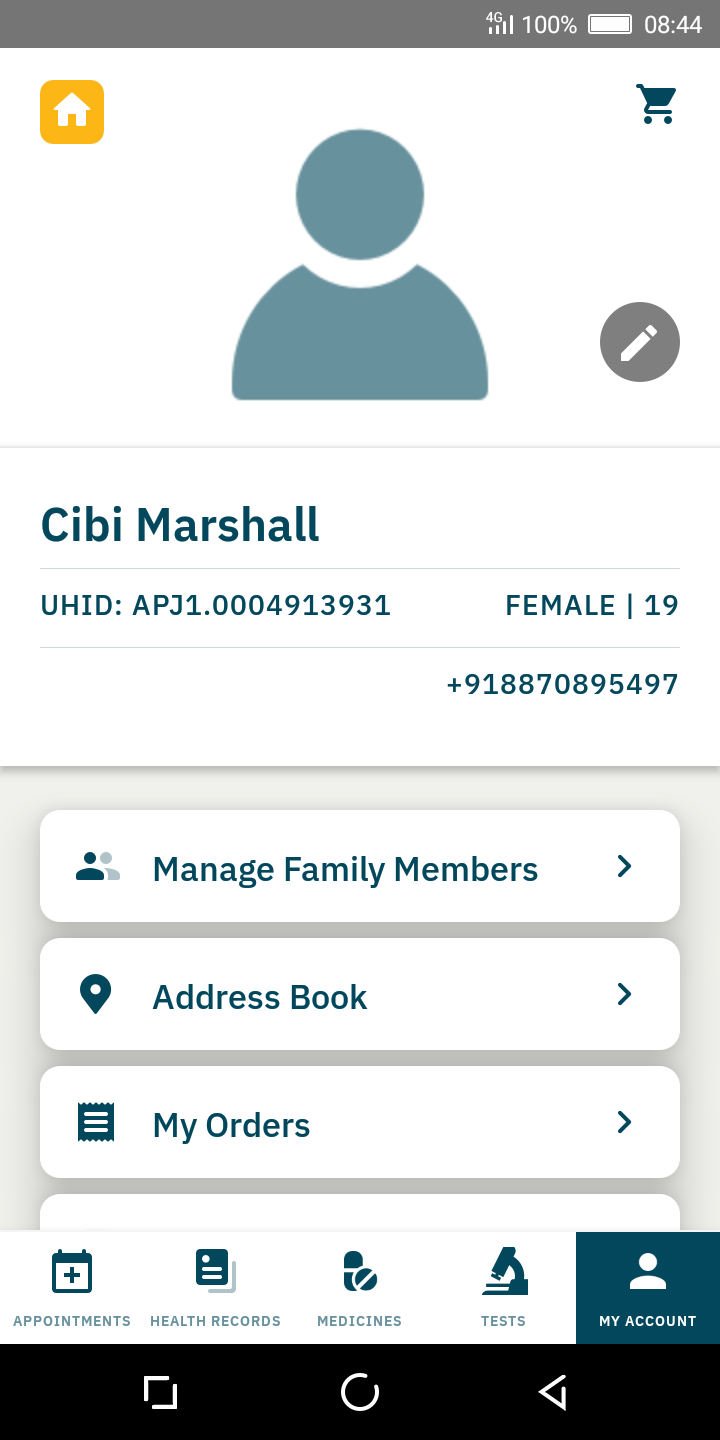 4G 100% 08:44
Cibi Marshall
UHID: APJ1.0004913931 FEMALE | 19
+918870895497
Manage Family Members
Address Book
My Orders
APPOINTMENTS HEALTH RECORDS MEDICINES TESTS MY ACCOUNT